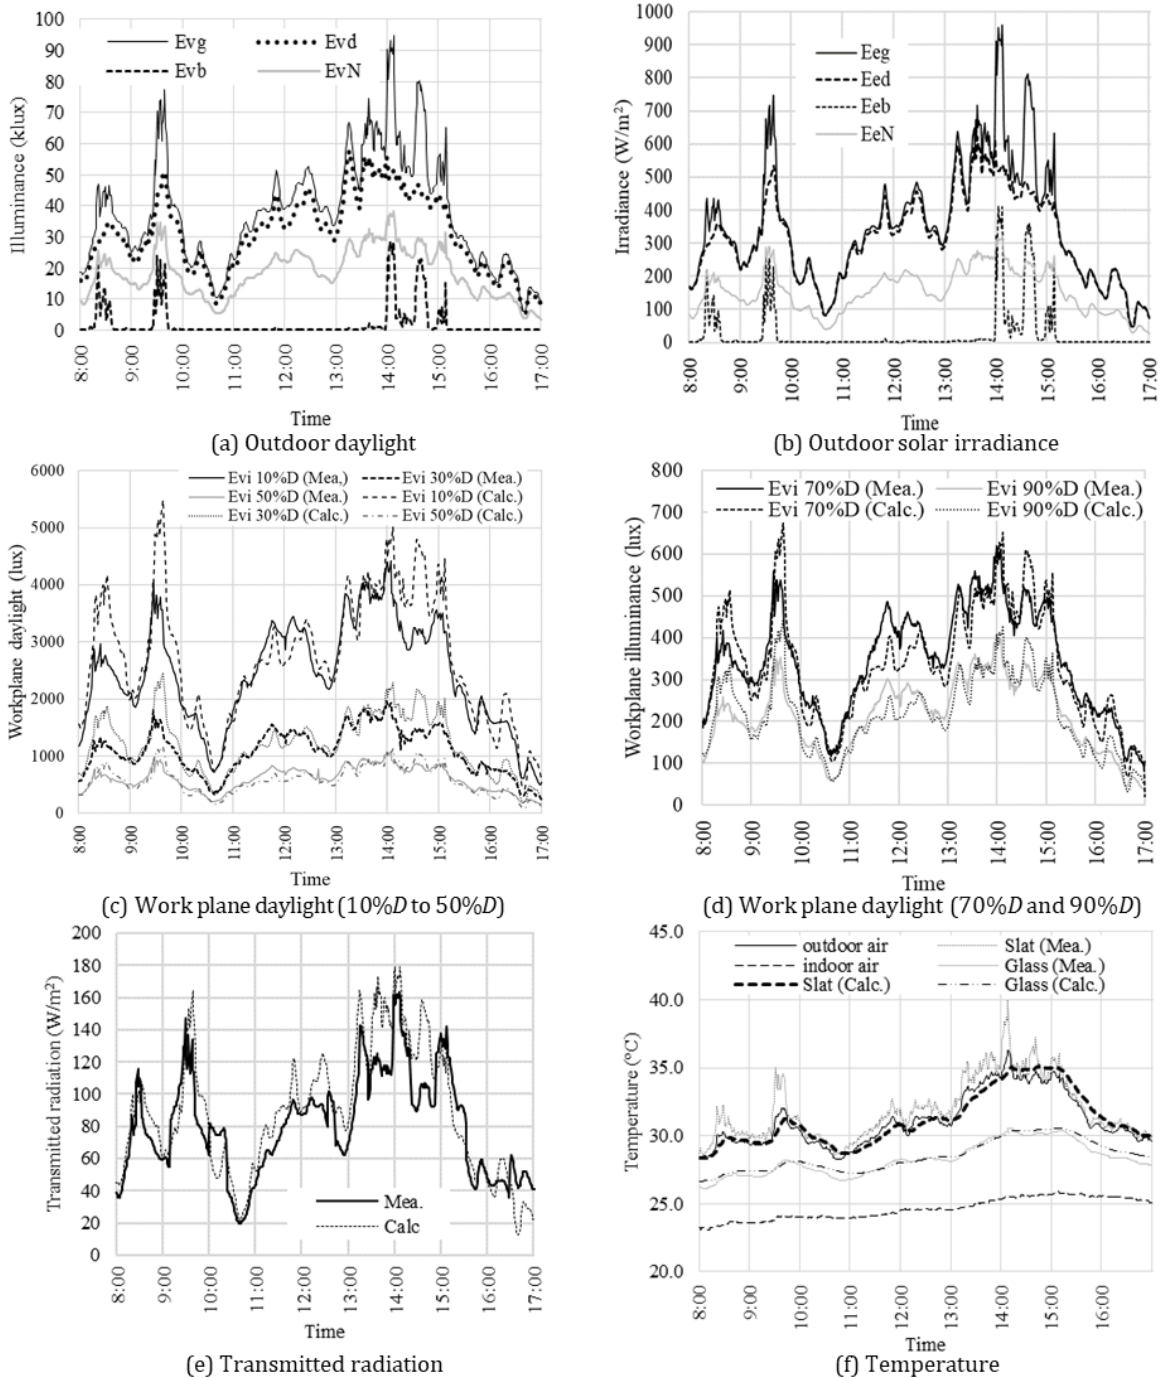 Illuminance (klux)
100
90
80
70
60
50
40
30
20
10
0
Evg
Evd
Evb
EvN
8:00
9:00
10:00
11:00
12:00
13:00
14:00
15:00
16:00
17:00
Time
(a) Outdoor daylight
Irradiance (W/m²)
1000
900
800
700
600
500
400
300
200
100
0
Eeg
Eed
Eeb
EeN
8:00
9:00
10:00
11:00
12:00
13:00
14:00
15:00
16:00
17:00
Time
(b) Outdoor solar irradiance
Workplane daylight (lux)
6000
5000
4000
3000
2000
1000
0
Evi 10%D (Mea,)
Evi 30%D (Mea.)
Evi 50%D (Mea.)
Evi 10%D (Calc.)
Evi 30%D (Calc.)
Evi 50%D (Calc.)
8:00
9:00
10:00
11:00
12:00
13:00
14:00
15:00
16:00
17:00
Time
(c) Work plane daylight (10%D to 50%D)
Workplane illuminance (lux)
800
700
600
500
400
300
200
100
0
Evi 70%D (Mea.)
Evi 90%D (Mea.)
Evi 70%D (Calc.)
Evi 90%D (Calc.)
8:00
9:00
10:00
11:00
12:00
13:00
14:00
15:00
16:00
17:00
Time
(d) Work plane daylight (70%D and 90%D)
Transmitted radiation (W/m²)
200
180
160
140
120
100
80
60
40
20
0
Mea.
Calc
8:00
9:00
10:00
11:00
12:00
13:00
14:00
15:00
16:00
17:00
Time
(e) Transmitted radiation
Temperature (°C)
45.0
40.0
35.0
30.0
25.0
20.0
outdoor air
Slat (Mea.)
indoor air
Glass (Mea.)
Slat (Calc.)
Glass (Calc.)
8:00
9:00
10:00
11:00
12:00
13:00
14:00
15:00
16:00
Time
(f) Temperature